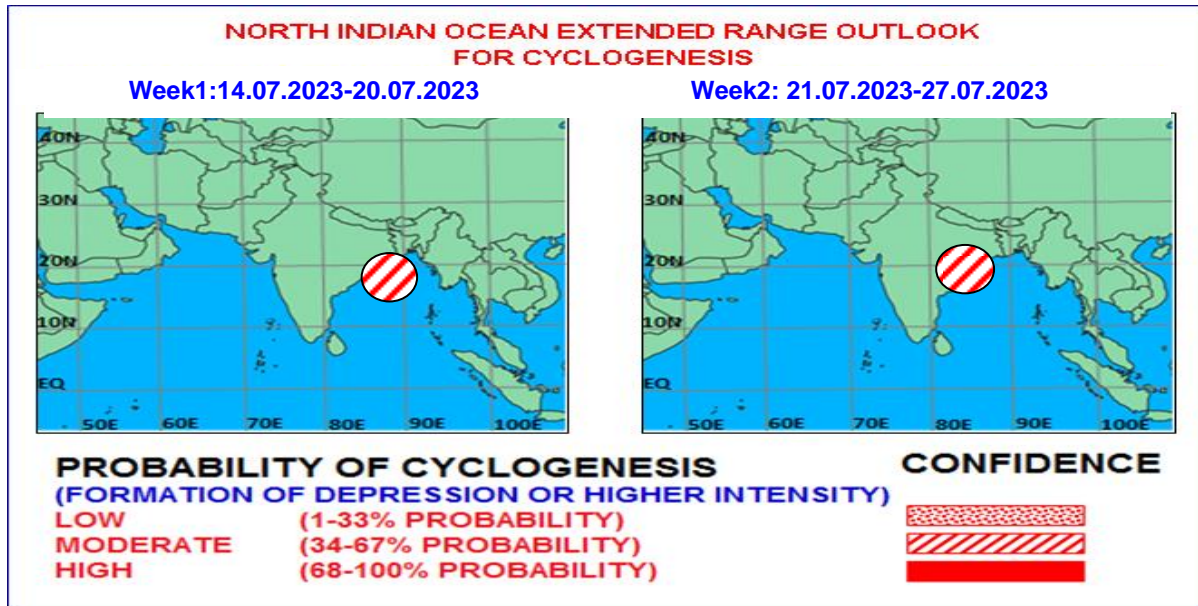 NORTH INDIAN OCEAN EXTENDED RANGE OUTLOOK
FOR CYCLOGENESIS
Week1:14.07.2023-20.07.2023
Week2: 21.07.2023-27.07.2023
40N
30N
20N
10N
EQ
50E 60E 70E 80E 90E 100E
40N
30N
20N
10N
EQ
50E 60E 70E 80E 90E 100E
PROBABILITY OF CYCLOGENESIS
CONFIDENCE
(FORMATION OF DEPRESSION OR HIGHER INTENSITY)
LOW (1-33% PROBABILITY)
MODERATE (34-67% PROBABILITY)
HIGH (68-100% PROBABILITY)